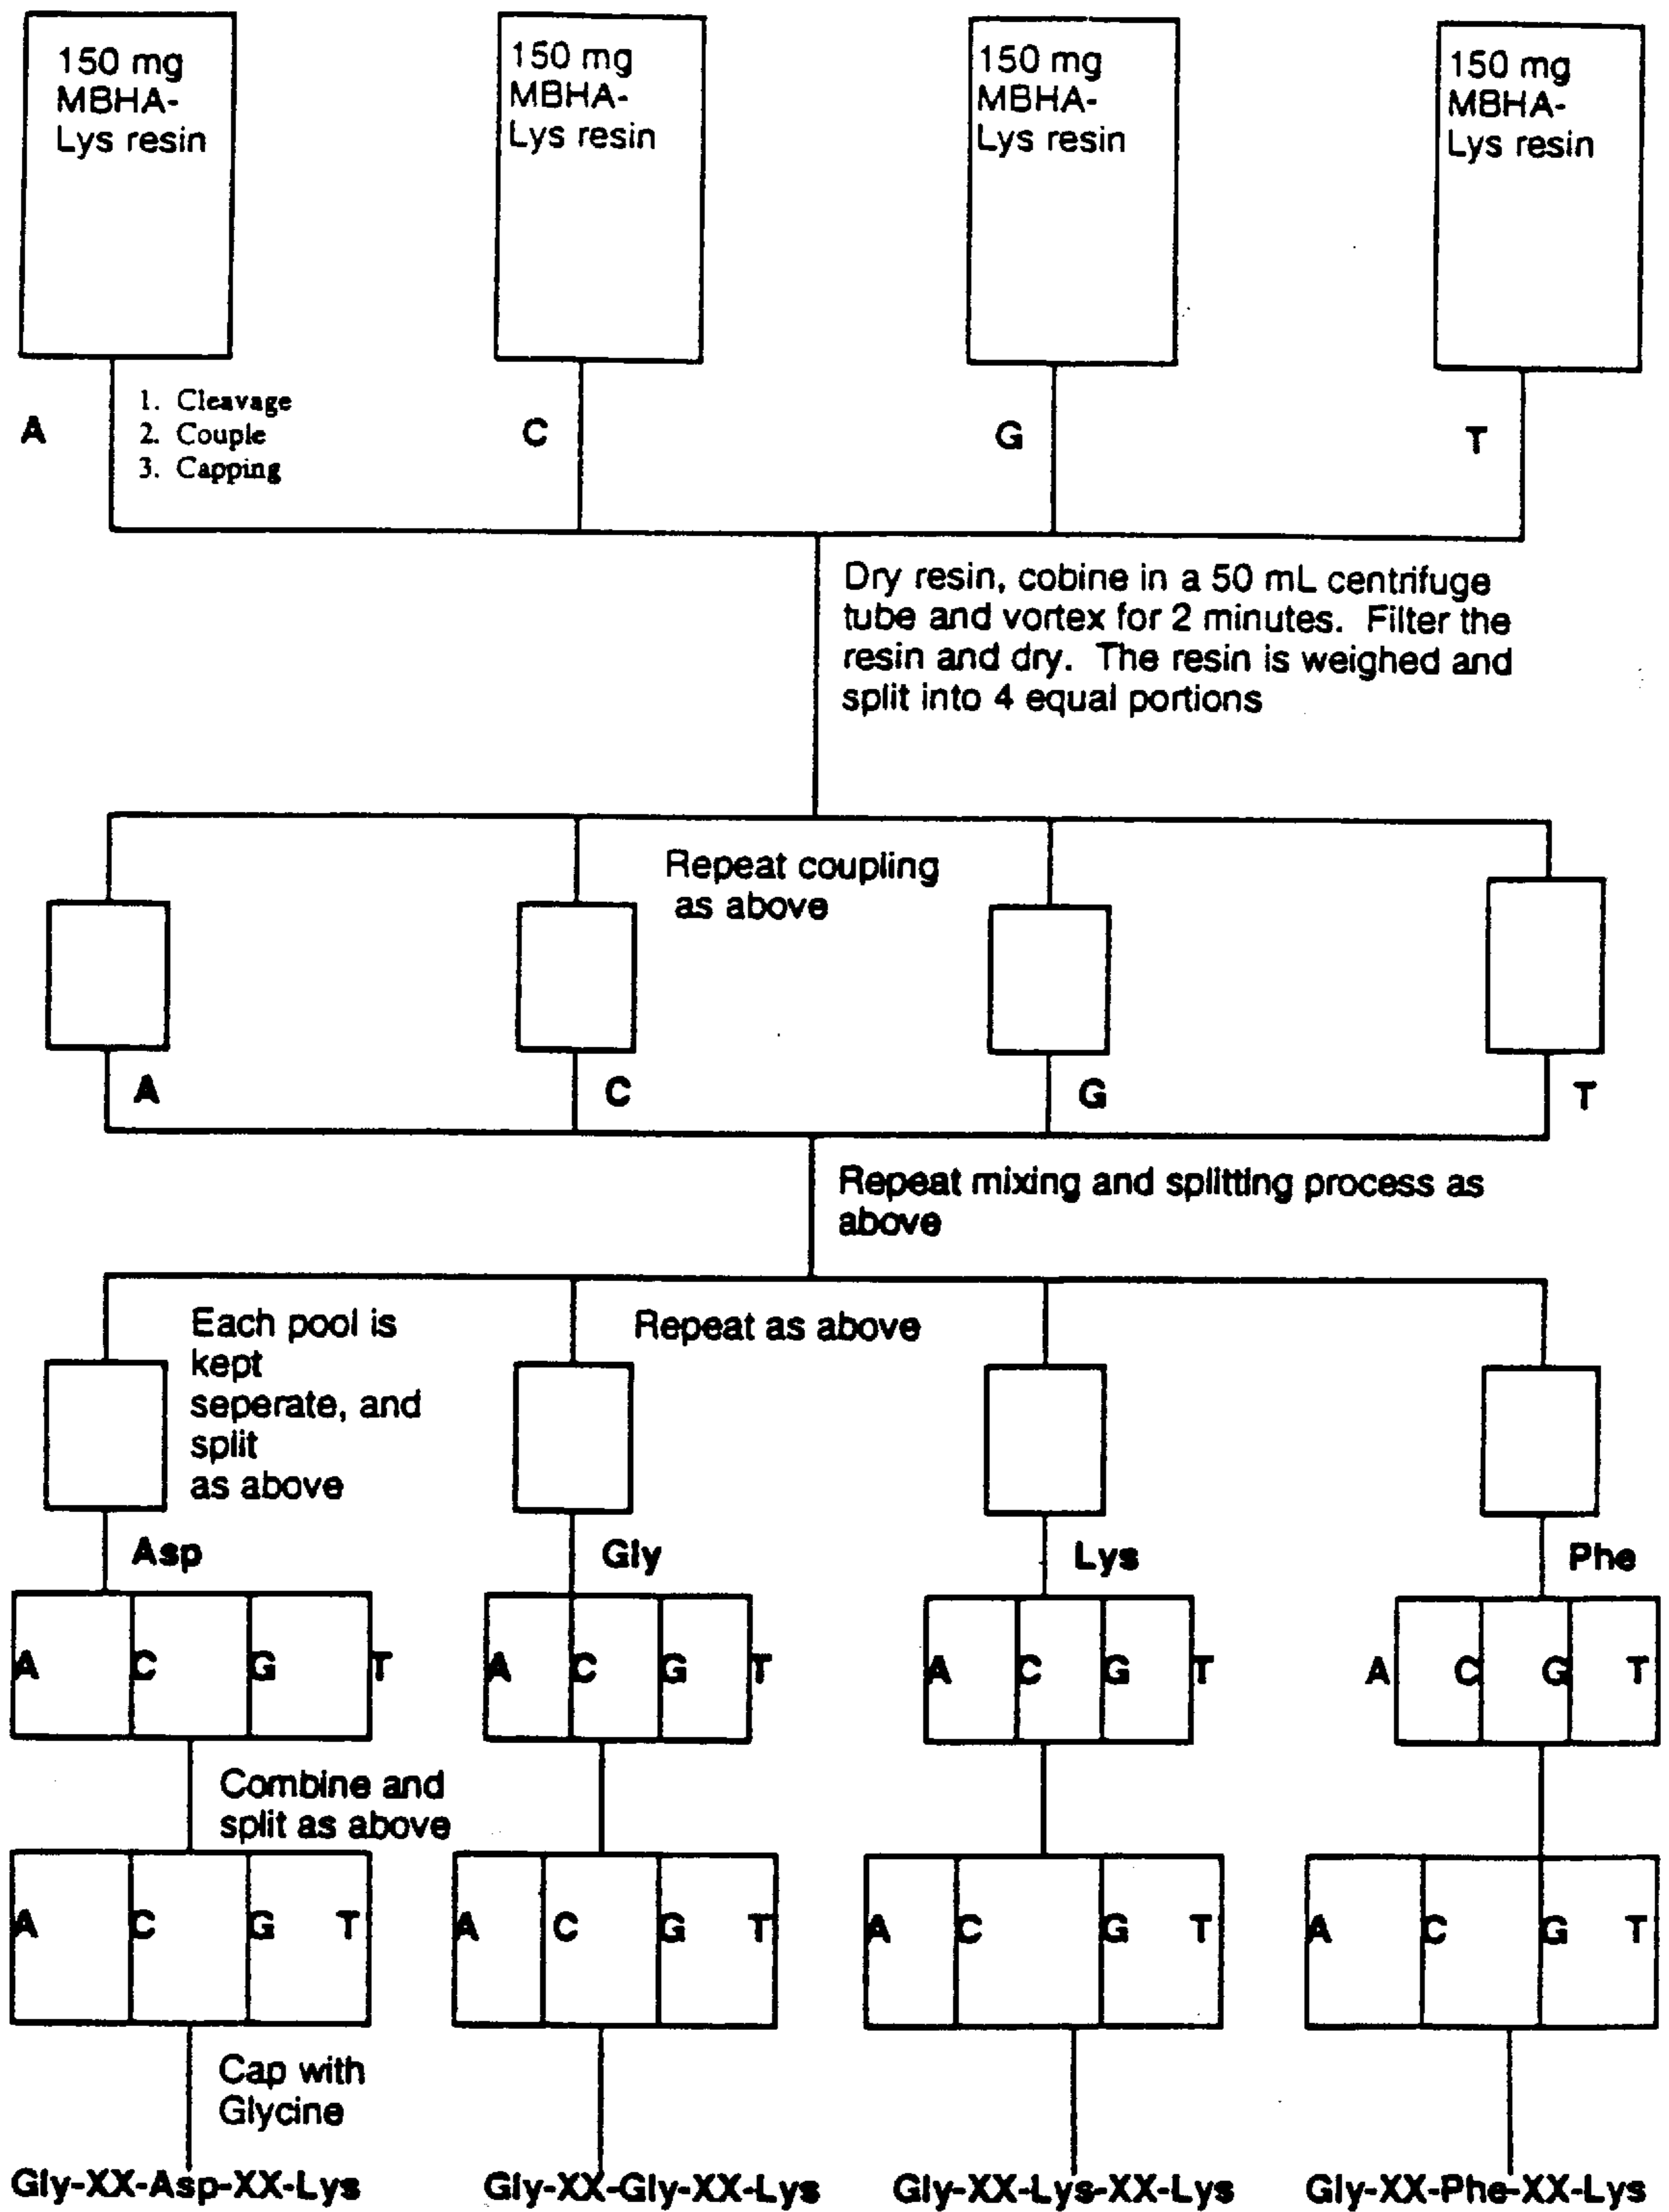 150 mg
MBHA-
Lys resin
150 mg
MBHA-
Lys resin
150 mg
MBHA-
Lys resin
150 mg
MBHA-
Lys resin
A
1. Cleavage
2. Couple
3. Capping
C
G
T
Dry resin, cobine in a 50 mL centrifuge
tube and vortex for 2 minutes. Filter the
resin and dry. The resin is weighed and
split into 4 equal portions
Repeat coupling
as above
A
C
G
T
Repeat mixing and splitting process as
above
Each pool is
kept
seperate, and
split
as above
Repeat as above
Asp
Gly
Lys
Phe
A C G T
A C G T
A C G T
A C G T
Combine and
split as above
A C G T
A C G T
A C G T
A C G T
Cap with
Glycine
Gly-XX-Asp-XX-Lys
Gly-XX-Gly-XX-Lys
Gly-XX-Lys-XX-Lys
Gly-XX-Phe-XX-Lys